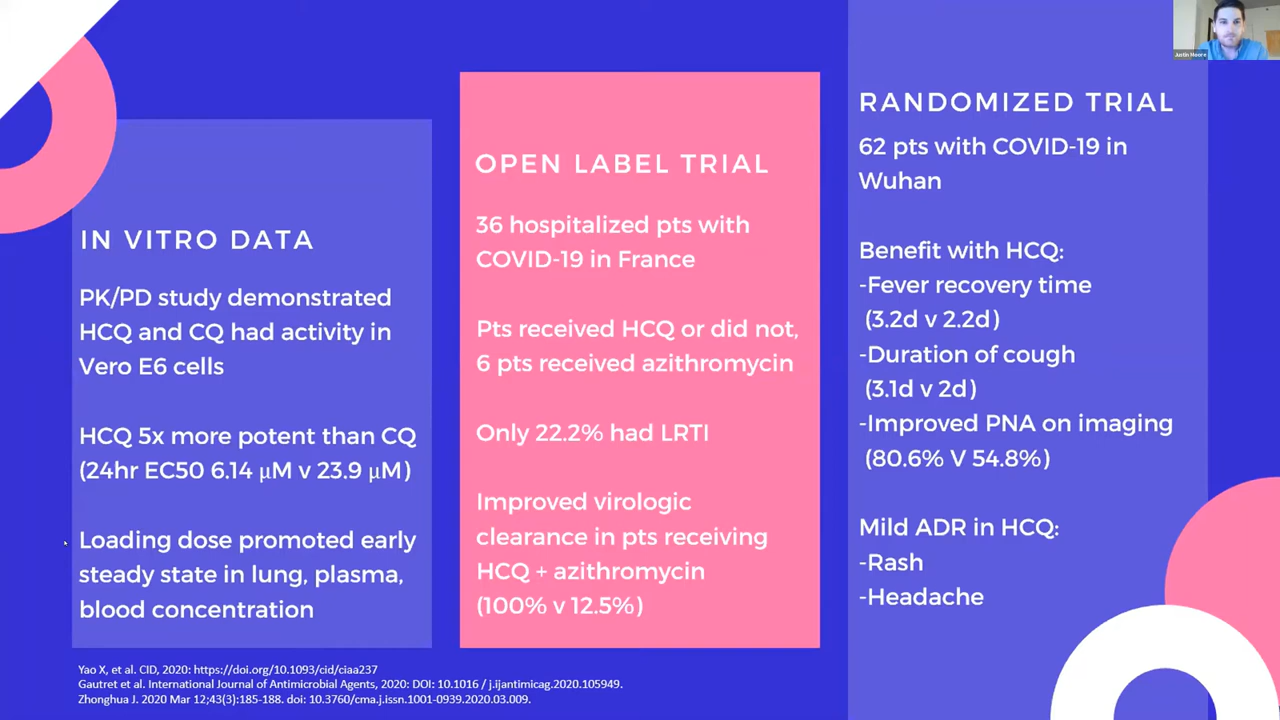 Justin Moore
IN VITRO DATA
PK/PD study demonstrated
HCQ and CQ had activity in
Vero E6 cells
HCQ 5x more potent than CQ
(24hr EC50 6.14 μM v 23.9 μM)
Loading dose promoted early
steady state in lung, plasma,
blood concentration
OPEN LABEL TRIAL
36 hospitalized pts with
COVID-19 in France
Pts received HCQ or did not,
6 pts received azithromycin
Only 22.2% had LRTI
Improved virologic
clearance in pts receiving
HCQ + azithromycin
(100% v 12.5%)
RANDOMIZED TRIAL
62 pts with COVID-19 in
Wuhan
Benefit with HCQ:
-Fever recovery time
(3.2d v 2.2d)
-Duration of cough
(3.1d v 2d)
-Improved PNA on imaging
(80.6% V 54.8%)
Mild ADR in HCQ:
-Rash
-Headache
Yao X, et al. CID, 2020: https://doi.org/10.1093/cid/ciaa237
Gautret et al. International Journal of Antimicrobial Agents, 2020: DOI: 10.1016 / j.ijantimicag.2020.105949.
Zhonghua J. 2020 Mar 12;43(3):185-188. doi: 10.3760/cma.j.issn.1001-0939.2020.03.009.